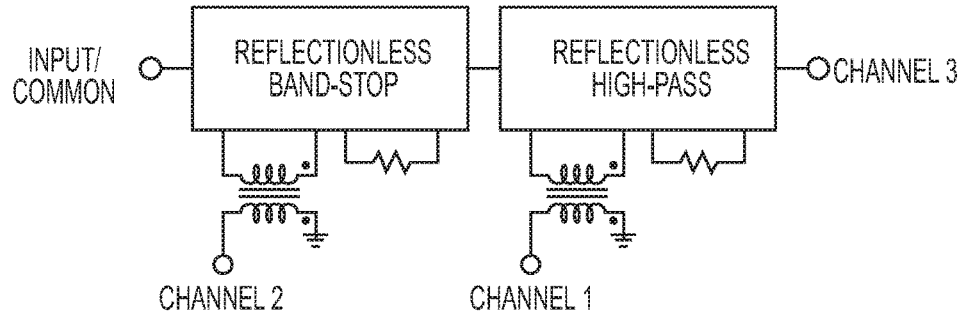 INPUT/
COMMON
REFLECTIONLESS
BAND-STOP
REFLECTIONLESS
HIGH-PASS
CHANNEL 3
CHANNEL 2
CHANNEL 1